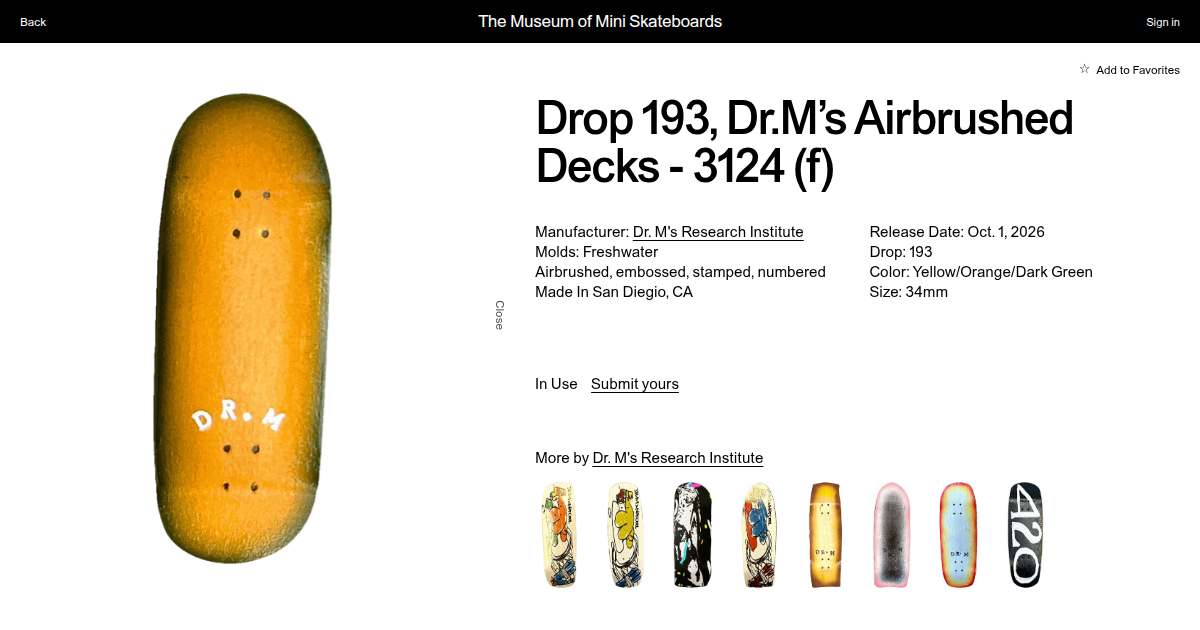 Back
The Museum of Mini Skateboards
Sign in
☆ Add to Favorites
Drop 193, Dr.M’s Airbrushed
Decks - 3124 (f)
Manufacturer: Dr. M's Research Institute
Molds: Freshwater
Airbrushed, embossed, stamped, numbered
Made In San Diegio, CA
Release Date: Oct. 1, 2026
Drop: 193
Color: Yellow/Orange/Dark Green
Size: 34mm
Close
DR.M
In Use Submit yours
More by Dr. M's Research Institute
DR.M
DR.M
420